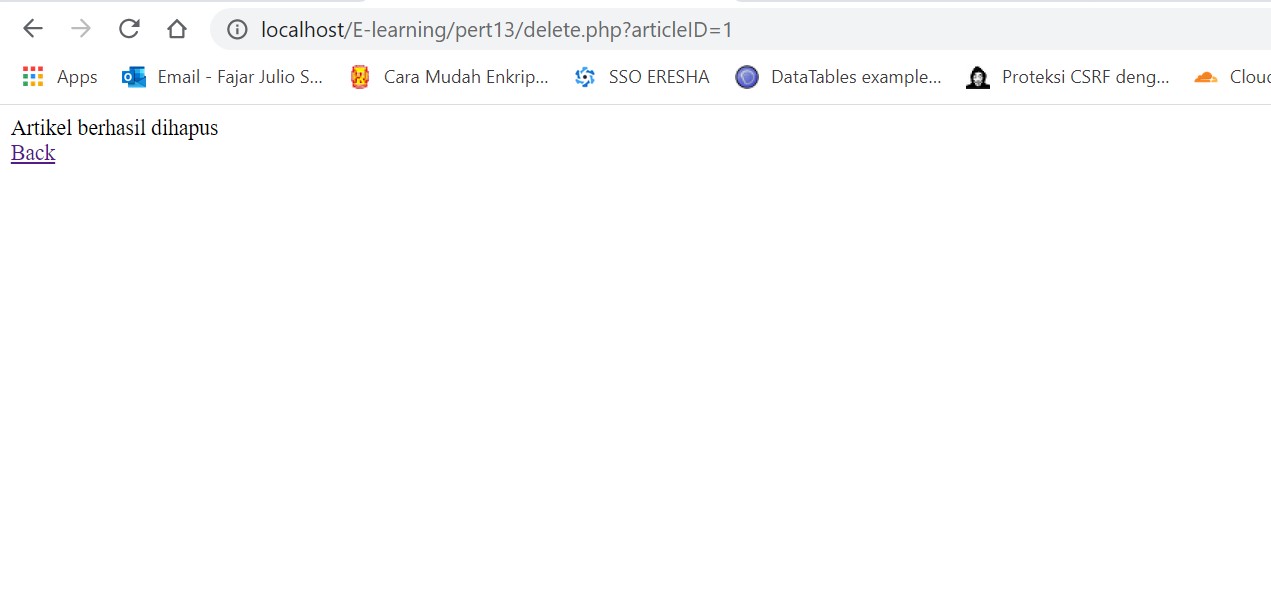 localhost/E-learning/pert13/delete.php?articleID=1
Apps Email - Fajar Julio S... Cara Mudah Enkrip... SSO ERESHA DataTables example... Proteksi CSRF deng... Clouc
Artikel berhasil dihapus
Back